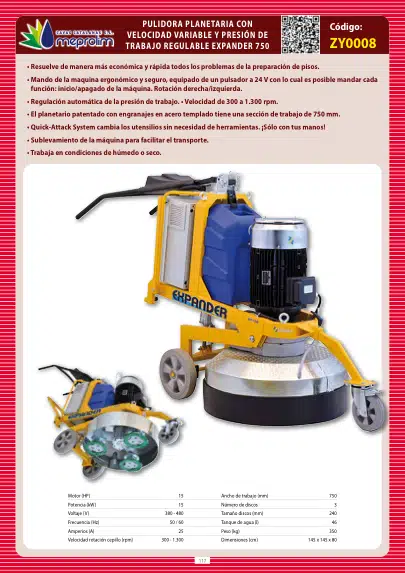 CUTAS CATALANAS S.L.
meprolim
PULIDORA PLANETARIA CON
VELOCIDAD VARIABLE Y PRESIÓN DE
TRABAJO REGULABLE EXPANDER 750
Código:
ZY0008
• Resuelve de manera más económica y rápida todos los problemas de la preparación de pisos.
• Mando de la maquina ergonómico y seguro, equipado de un pulsador a 24 V con lo cual es posible mandar cada
función: inicio/apagado de la máquina. Rotación derecha/izquierda.
• Regulación automática de la presión de trabajo. • Velocidad de 300 a 1.300 rpm.
• El planetario patentado con engranajes en acero templado tiene una sección de trabajo de 750 mm.
• Quick-Attack System cambia los utensilios sin necesidad de herramientas. ¡Sólo con tus manos!
• Sublevamento de la máquina para facilitar el transporte.
• Trabaja en condiciones de húmedo o seco.
EXPANDER
Motor (HP) 15
Potencia (kW) 15
Voltaje (V) 380 - 480
Frecuencia (Hz) 50 / 60
Amperios (A) 25
Velocidad rotación cepillo (rpm) 300 - 1.300
Ancho de trabajo (mm) 750
Número de discos 3
Tamaño discos (mm) 240
Tanque de agua (l) 46
Peso (kg) 350
Dimensiones (cm) 145 x 145 x 80
117